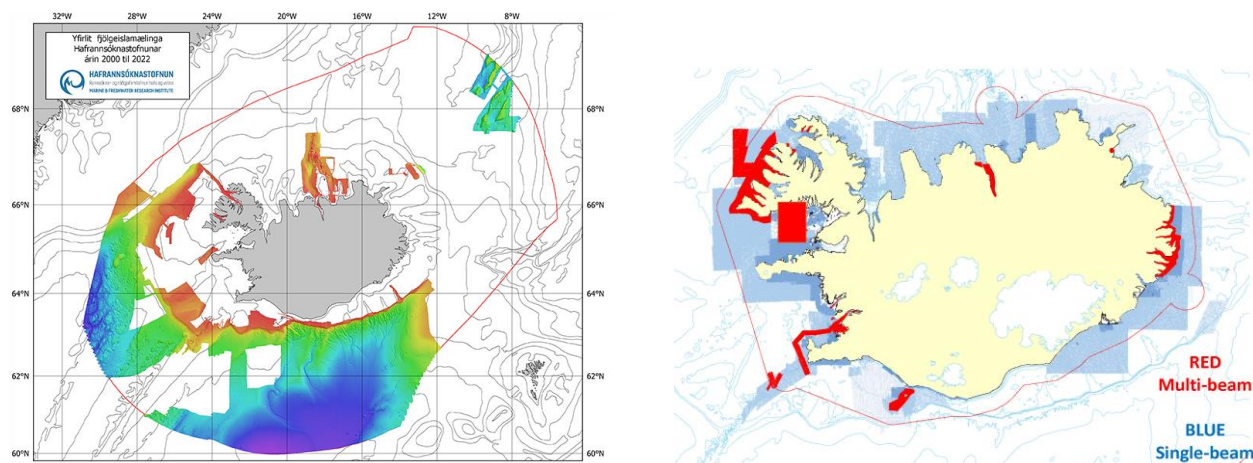 32°W 28°W 24°W 20°W 16°W 12°W 8°W
Yfirlit fjölgeislamælinga
Hafrannsóknastofnunar
árin 2000 til 2022
HAFRANNSÓKNASTOFNUN
MARINE & FRESHWATER RESEARCH INSTITUTE
68°N 68°N
66°N 66°N
64°N 64°N
62°N 62°N
60°N 60°N
RED
Multi-beam
BLUE
Single-beam